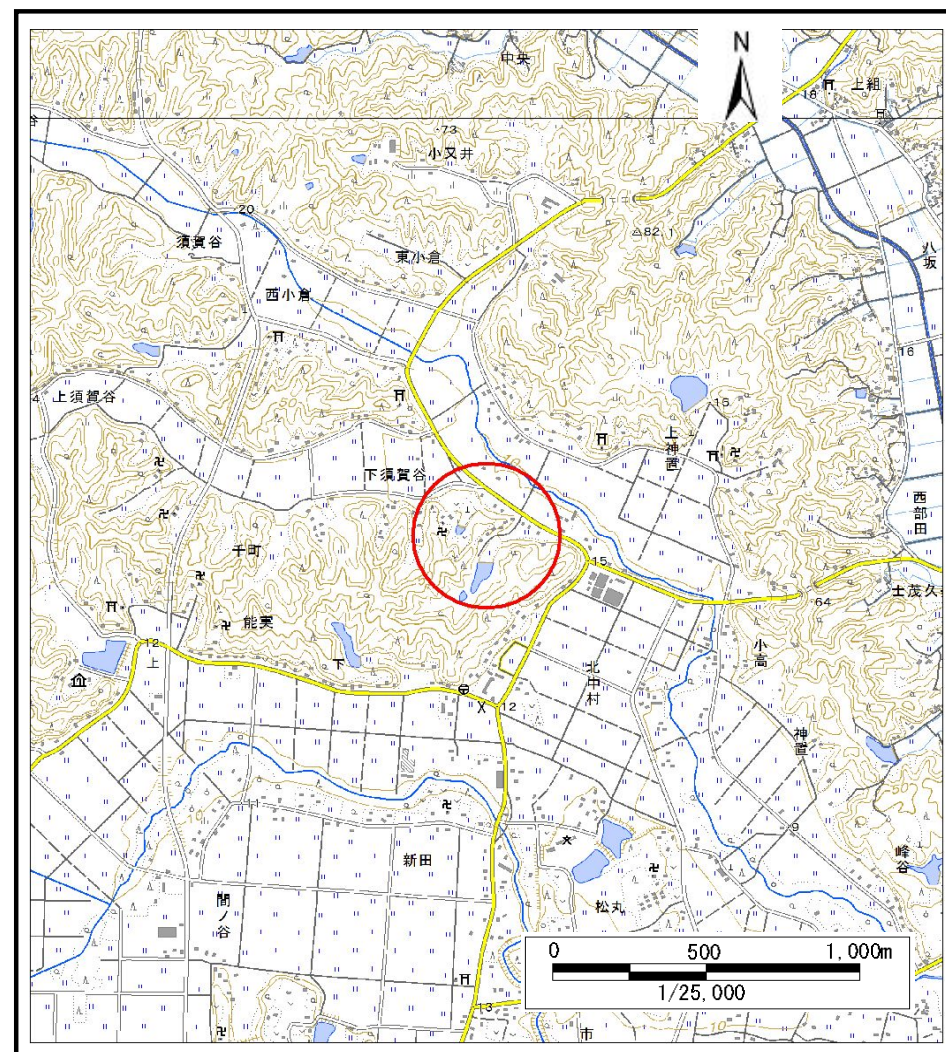 中央
N
上組
18
73
小又井
20
82.1
八坂
須賀谷
東小倉
西小倉
16
上須賀谷
15
上神置
下須賀谷
西部田
千町
15
64
士茂久
能実
小高
12
上
下
北中村
12
神置
10
11
9
新田
峰谷
間ノ谷
松丸
0 500 1,000m
1/25,000
13
10
市